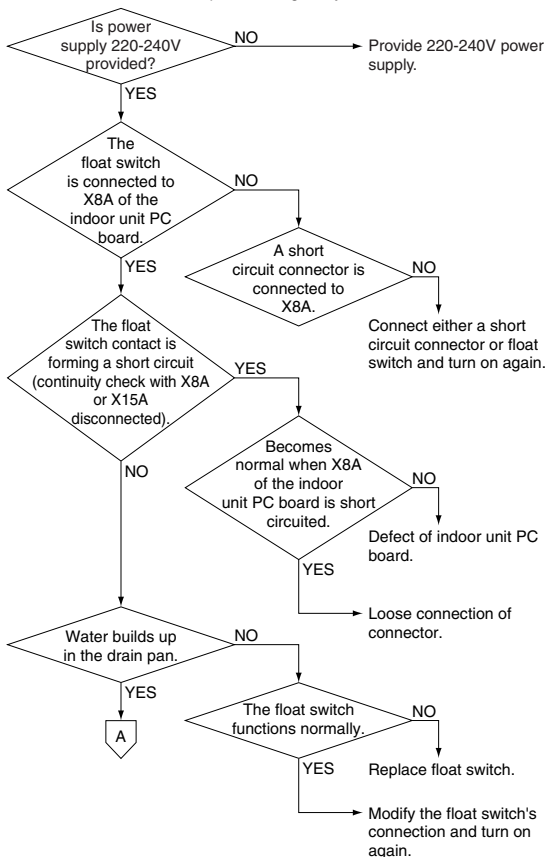 Is power
supply 220-240V
provided?
NO
Provide 220-240V power
supply.
YES
The
float switch
is connected to
X8A of the
indoor unit PC
board.
NO
YES
A short
circuit connector is
connected to
X8A.
NO
Connect either a short
circuit connector or float
switch and turn on again.
The float
switch contact is
forming a short circuit
(continuity check with X8A
or X15A
disconnected).
YES
NO
Becomes
normal when X8A
of the indoor
unit PC board is short
circuited.
NO
Defect of indoor unit PC
board.
YES
Loose connection of
connector.
Water builds up
in the drain pan.
NO
YES
A
The float switch
functions normally.
NO
Replace float switch.
YES
Modify the float switch's
connection and turn on
again.